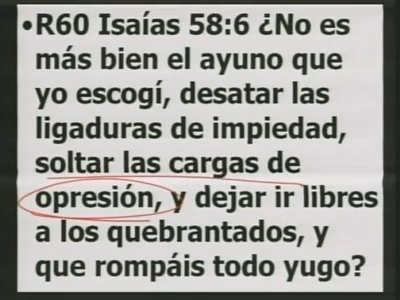 •R60 Isaías 58:6 ¿No es
más bien el ayuno que
yo escogí, desatar las
ligaduras de impiedad,
soltar las cargas de
opresión, y dejar ir libres
a los quebrantados, y
que rompáis todo yugo?